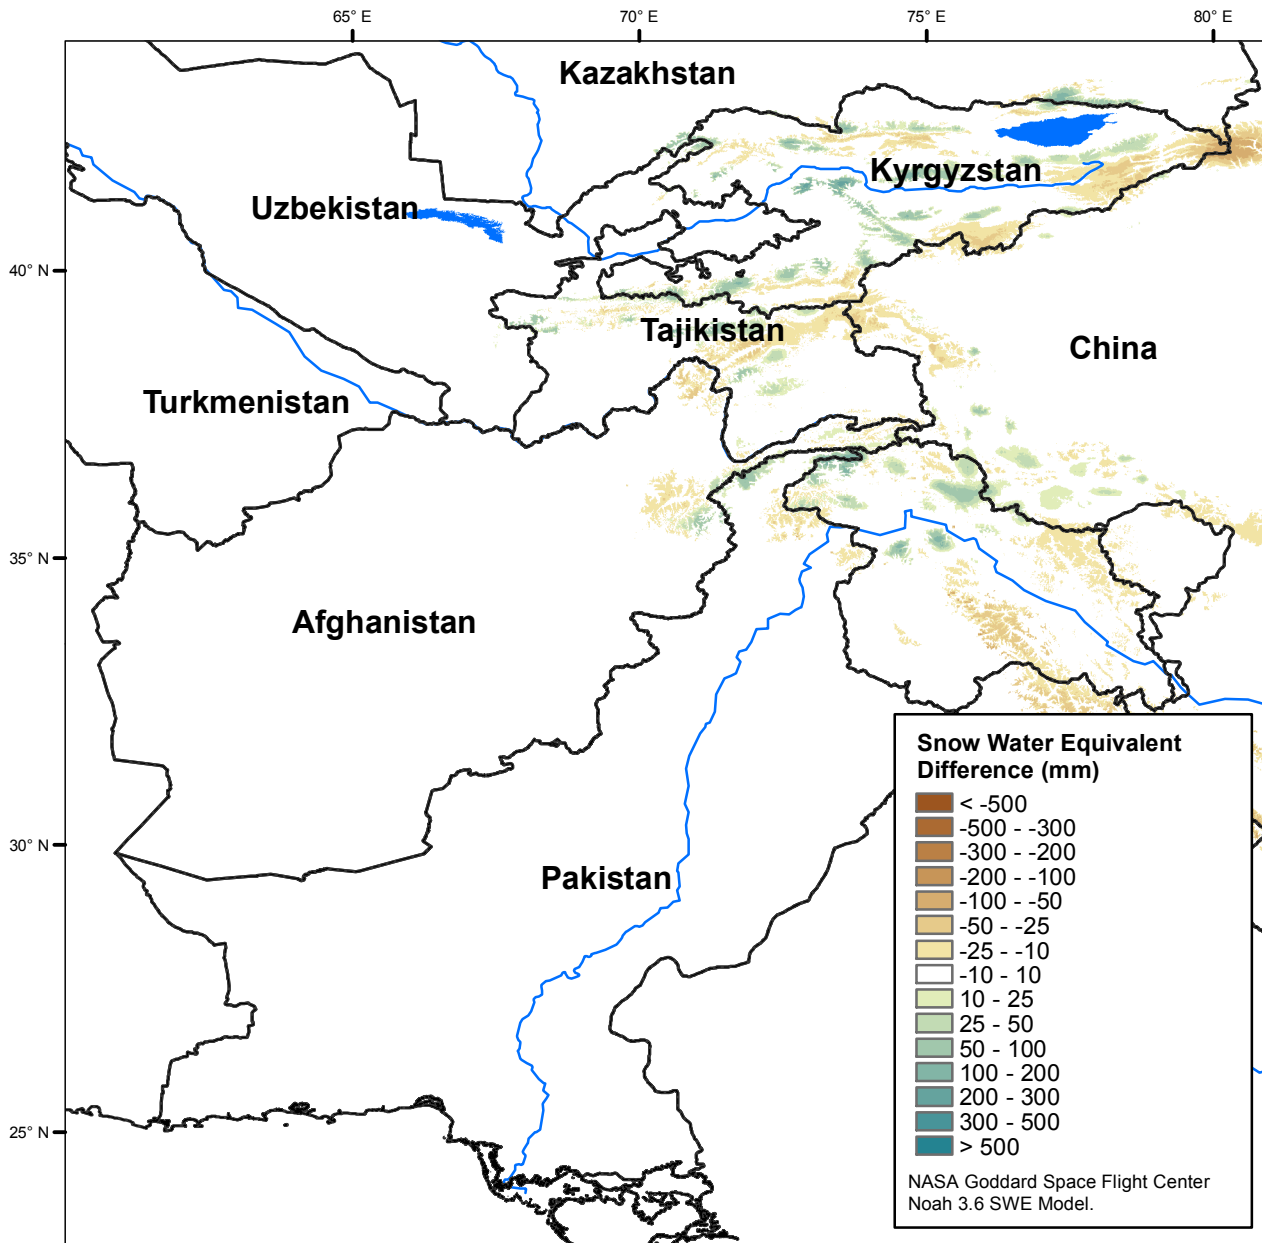 65° E
70° E
75° E
80° E
Kazakhstan
Kyrgyzstan
Uzbekistan
40° N
Tajikistan
China
Turkmenistan
35° N
Afghanistan
Snow Water Equivalent
Difference (mm)
< -500
-500 - -300
-300 - -200
-200 - -100
-100 - -50
-50 - -25
-25 - -10
-10 - 10
10 - 25
25 - 50
50 - 100
100 - 200
200 - 300
300 - 500
> 500
30° N
Pakistan
25° N
NASA Goddard Space Flight Center
Noah 3.6 SWE Model.